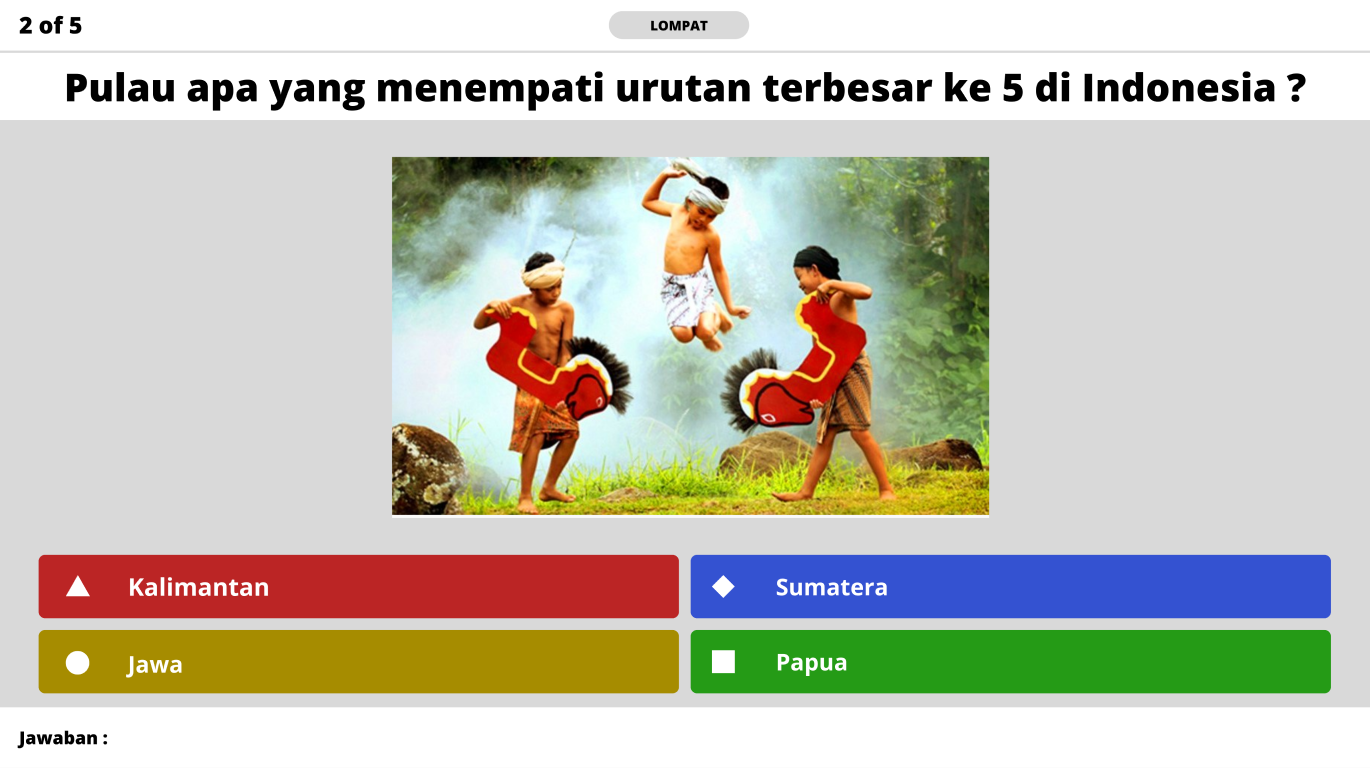 2 of 5
LOMPAT
Pulau apa yang menempati urutan terbesar ke 5 di Indonesia ?
Kalimantan
Sumatera
Jawa
Papua
Jawaban :